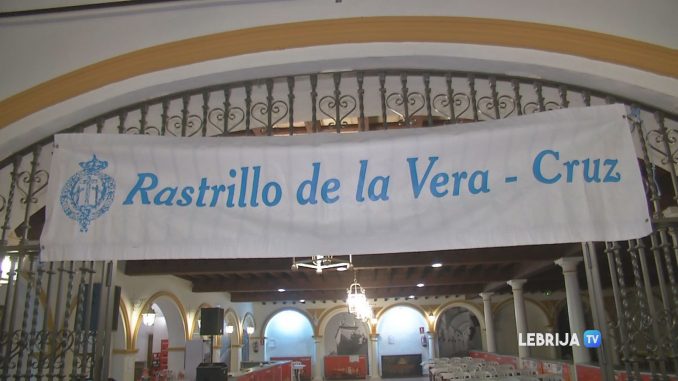 Rastrillo de la Vera - Cruz
LEBRIJA TV